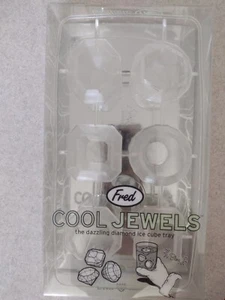 Fred
COOL JEWELS
the dazzling diamond ice cube tray